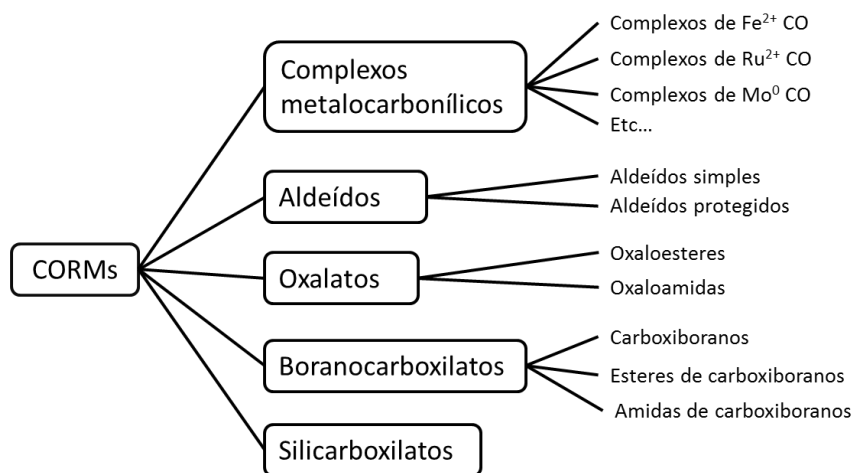 Complexos
metalocarbonílicos
Complexos de Fe²⁺ CO
Complexos de Ru²⁺ CO
Complexos de Mo⁰ CO
Etc...
Aldeídos
Aldeídos simples
Aldeídos protegidos
CORMs
Oxalatos
Oxaloesteres
Oxaloamidas
Boranocarboxilatos
Carboxiboranos
Esteres de carboxiboranos
Amidas de carboxiboranos
Silicarboxilatos